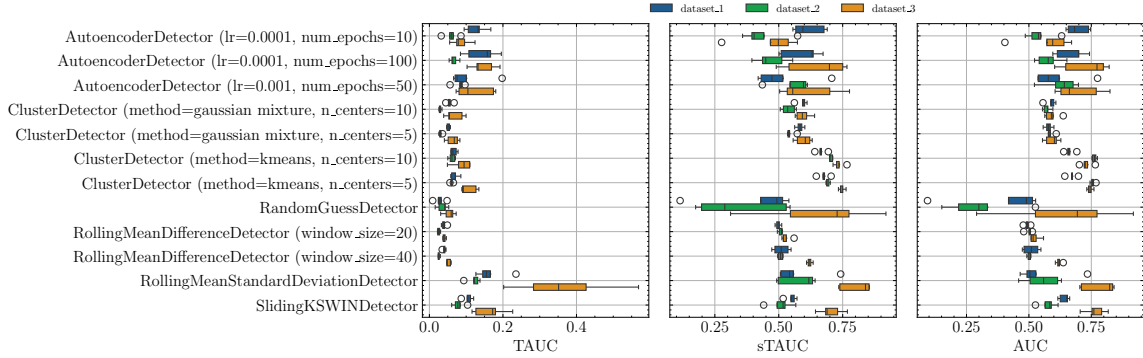 dataset_1 dataset_2 dataset_3
AutoencoderDetector (lr=0.0001, num_epochs=10)
AutoencoderDetector (lr=0.0001, num_epochs=100)
AutoencoderDetector (lr=0.001, num_epochs=50)
ClusterDetector (method=gaussian mixture, n_centers=10)
ClusterDetector (method=gaussian mixture, n_centers=5)
ClusterDetector (method=kmeans, n_centers=10)
ClusterDetector (method=kmeans, n_centers=5)
RandomGuessDetector
RollingMeanDifferenceDetector (window_size=20)
RollingMeanDifferenceDetector (window_size=40)
RollingMeanStandardDeviationDetector
SlidingKSWINDetector
0.0 0.2 0.4
TAUC
0.25 0.50 0.75
sTAUC
0.25 0.50 0.75
AUC